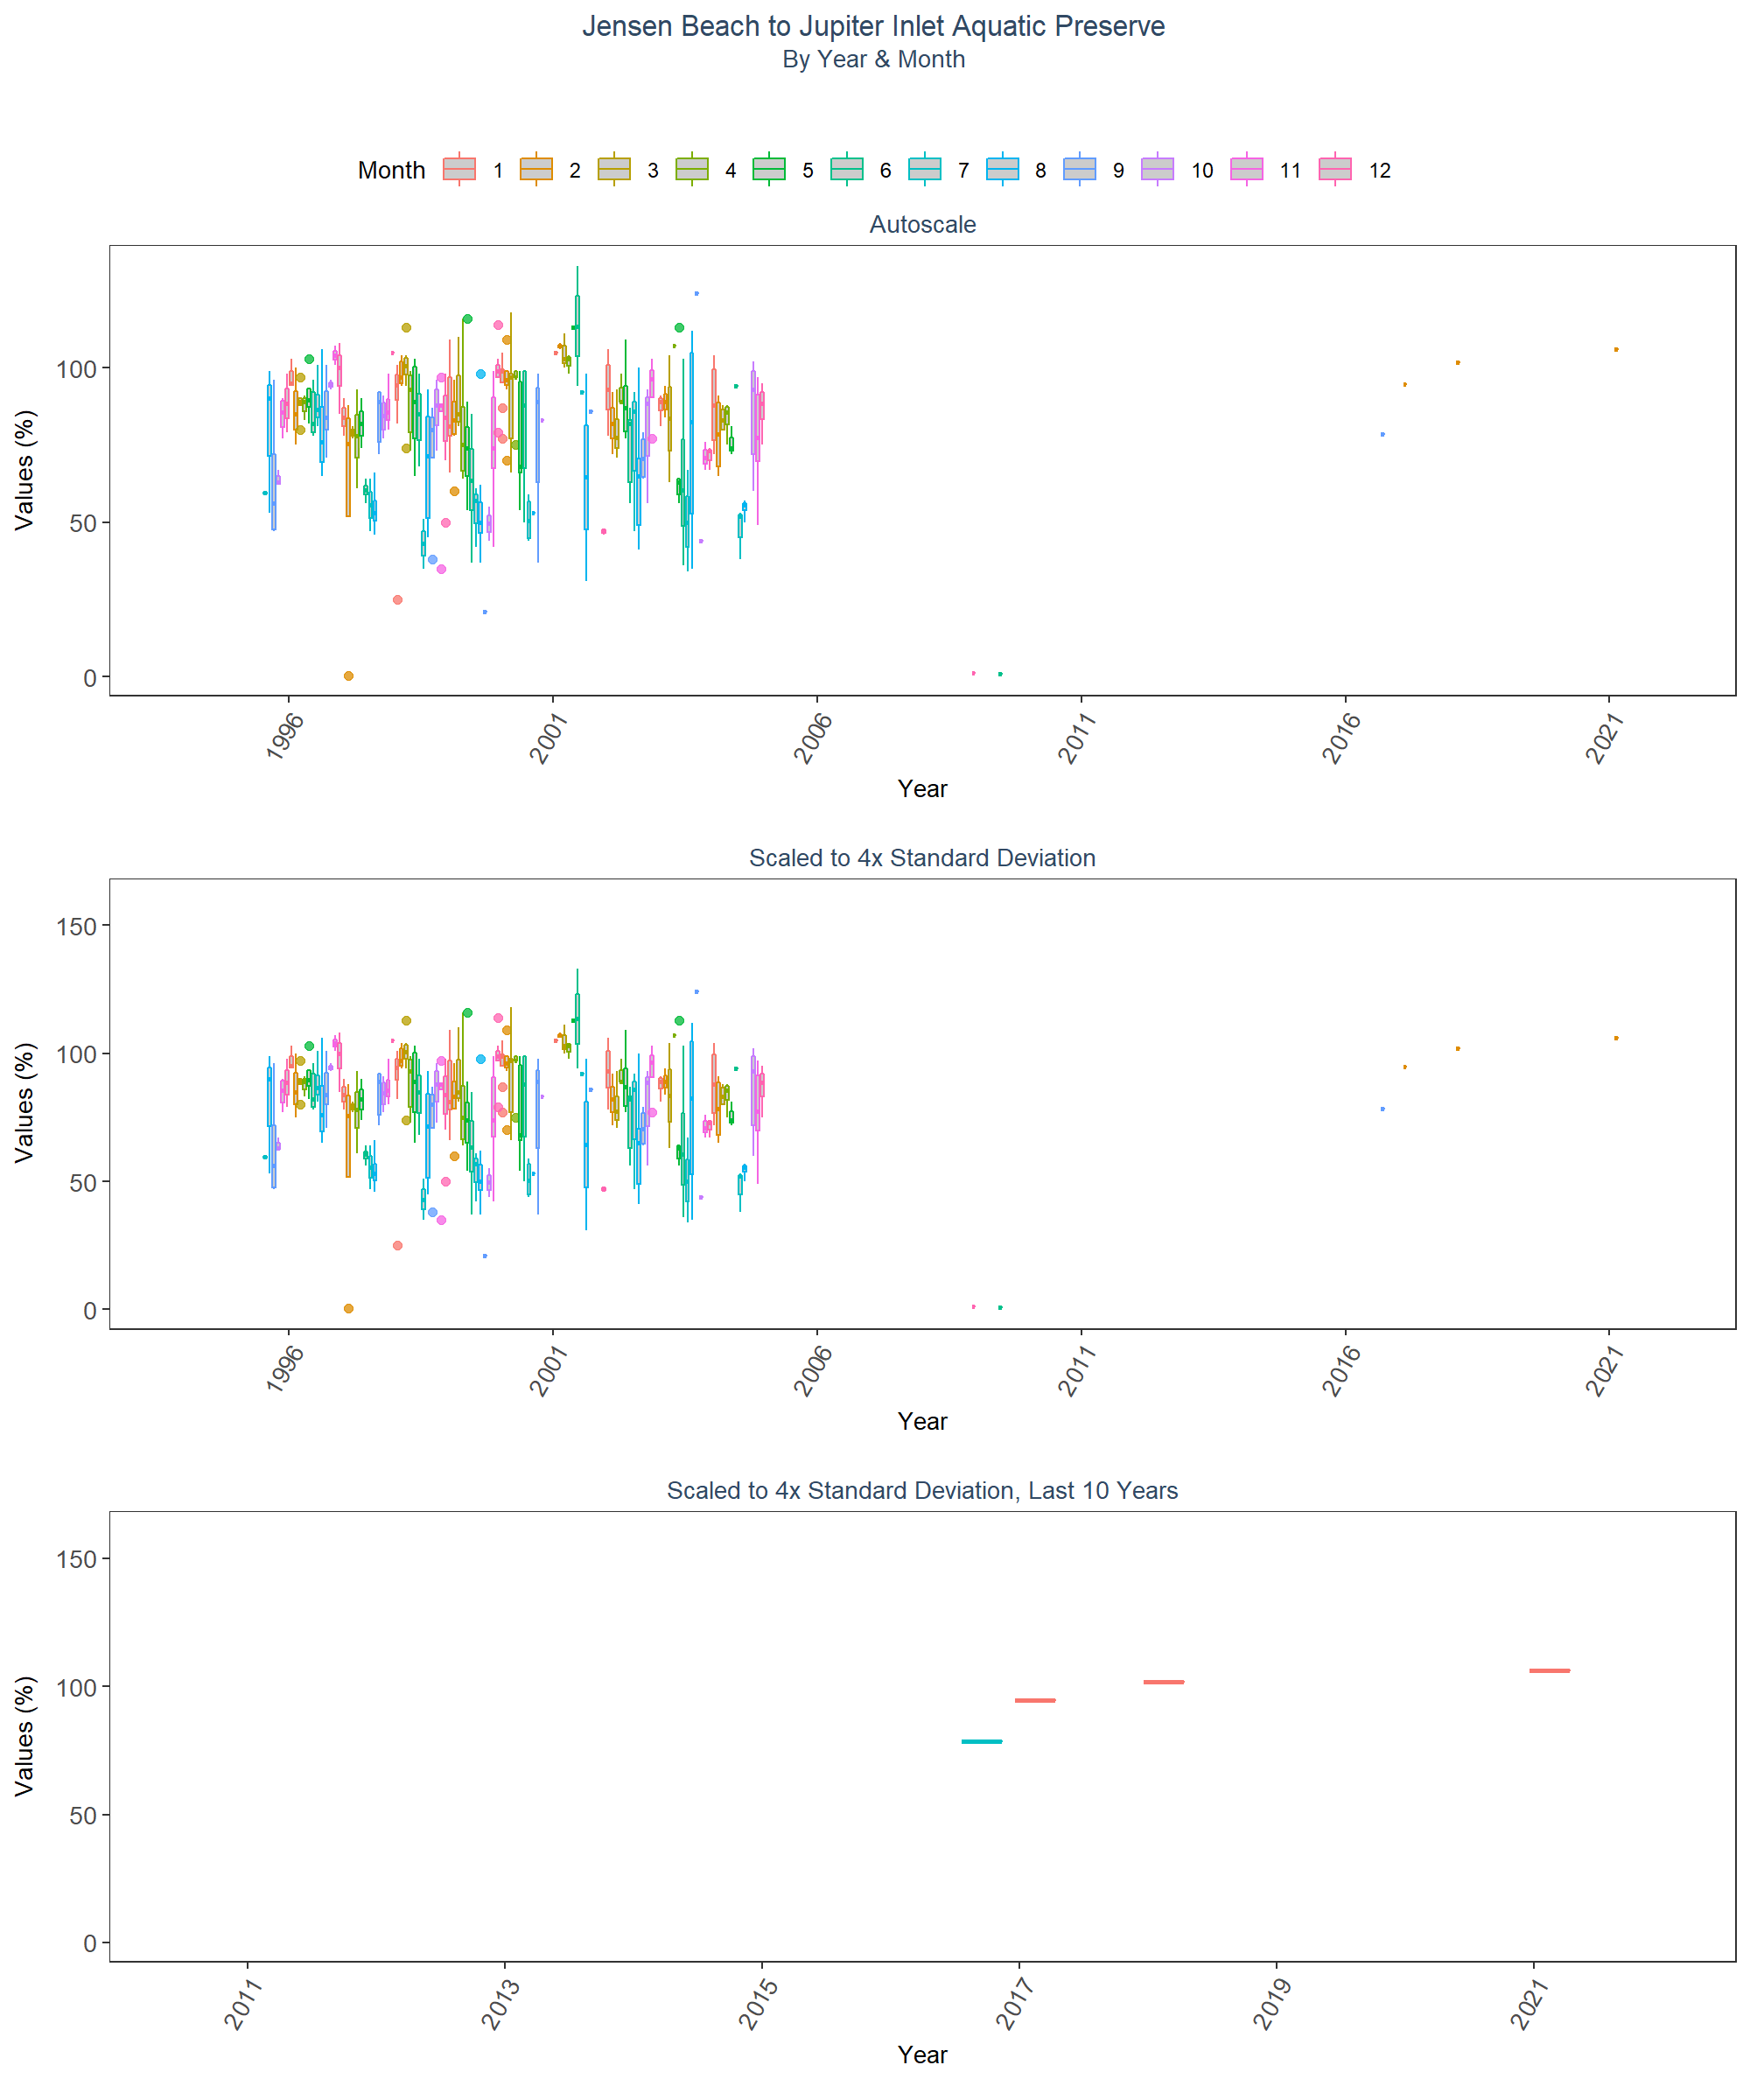 Jensen Beach to Jupiter Inlet Aquatic Preserve
By Year & Month
Month 1 2 3 4 5 6 7 8 9 10 11 12
Autoscale
Values (%)
100
50
0
1996 2001 2006 2011 2016 2021
Year
Scaled to 4x Standard Deviation
Values (%)
150
100
50
0
1996 2001 2006 2011 2016 2021
Year
Scaled to 4x Standard Deviation, Last 10 Years
Values (%)
150
100
50
0
2011 2013 2015 2017 2019 2021
Year